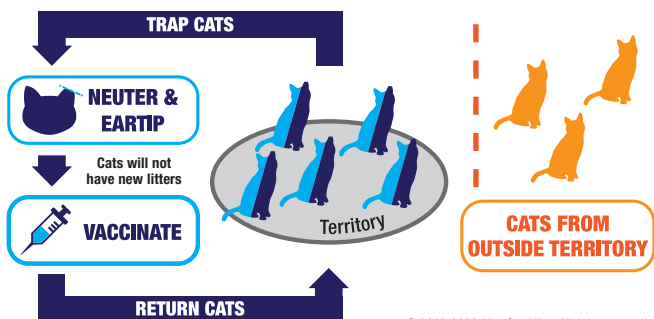 TRAP CATS
NEUTER &
EARTIP
Cats will not
have new litters
VACCINATE
RETURN CATS
Territory
CATS FROM
OUTSIDE TERRITORY